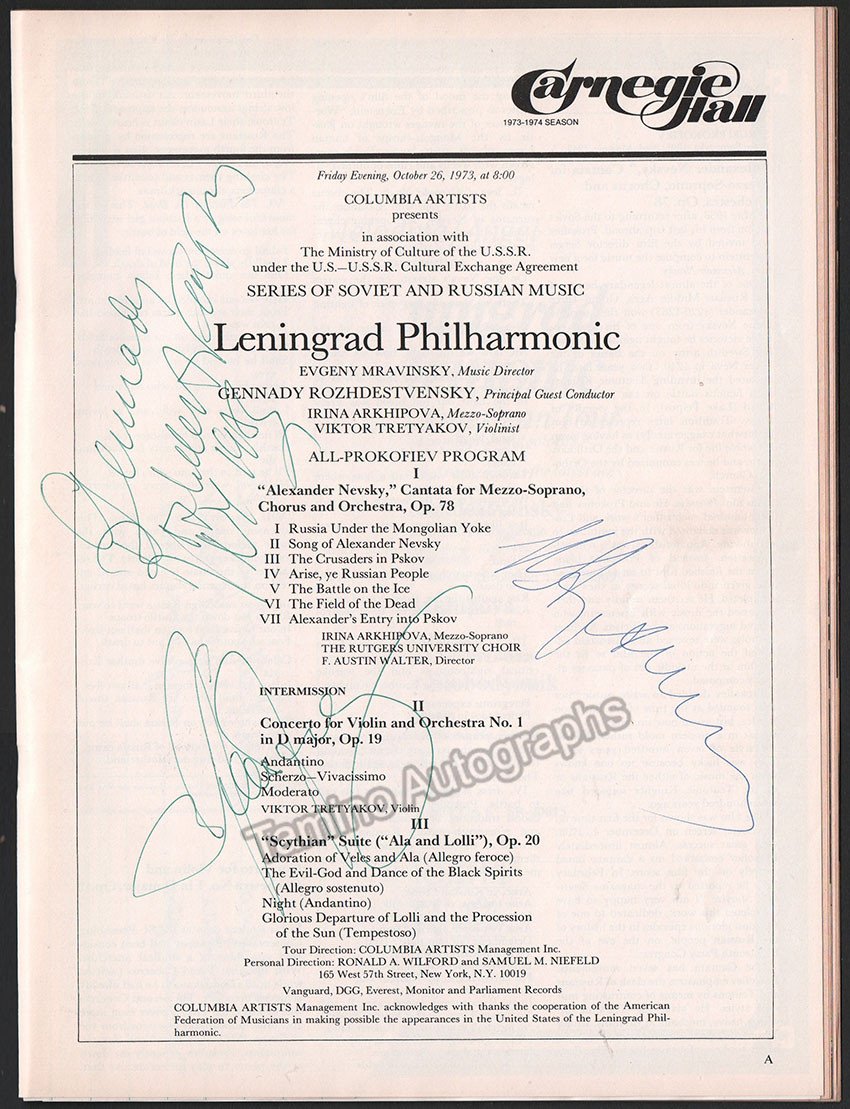 Carnegie Hall
1973-1974 SEASON
Friday Evening, October 26, 1973, at 8:00
COLUMBIA ARTISTS
presents
in association with
The Ministry of Culture of the U.S.S.R.
under the U.S.—U.S.S.R. Cultural Exchange Agreement
SERIES OF SOVIET AND RUSSIAN MUSIC
Leningrad Philharmonic
EVGENY MRAVINSKY, Music Director
GENNADY ROZHDESTVENSKY, Principal Guest Conductor
IRINA ARKHIPOVA, Mezzo-Soprano
VIKTOR TRETYAKOV, Violinist
ALL-PROKOFIEV PROGRAM
I
“Alexander Nevsky,” Cantata for Mezzo-Soprano,
Chorus and Orchestra, Op. 78
I Russia Under the Mongolian Yoke
II Song of Alexander Nevsky
III The Crusaders in Pskov
IV Arise, ye Russian People
V The Battle on the Ice
VI The Field of the Dead
VII Alexander's Entry into Pskov
IRINA ARKHIPOVA, Mezzo-Soprano
THE RUTGERS UNIVERSITY CHOIR
F. AUSTIN WALTER, Director
INTERMISSION
II
Concerto for Violin and Orchestra No. 1
in D major, Op. 19
Andantino
Scherzo—Vivacissimo
Moderato
VIKTOR TRETYAKOV, Violin
III
“Scythian” Suite (“Ala and Lolli”), Op. 20
Adoration of Veles and Ala (Allegro feroce)
The Evil-God and Dance of the Black Spirits
(Allegro sostenuto)
Night (Andantino)
Glorious Departure of Lolli and the Procession
of the Sun (Tempestoso)
Tour Direction: COLUMBIA ARTISTS Management Inc.
Personal Direction: RONALD A. WILFORD and SAMUEL M. NIEFELD
165 West 57th Street, New York, N.Y. 10019
Vanguard, DGG, Everest, Monitor and Parliament Records
COLUMBIA ARTISTS Management Inc. acknowledges with thanks the cooperation of the American
Federation of Musicians in making possible the appearances in the United States of the Leningrad Phil-
harmonic.
A
Gennady
Tamino Autographs